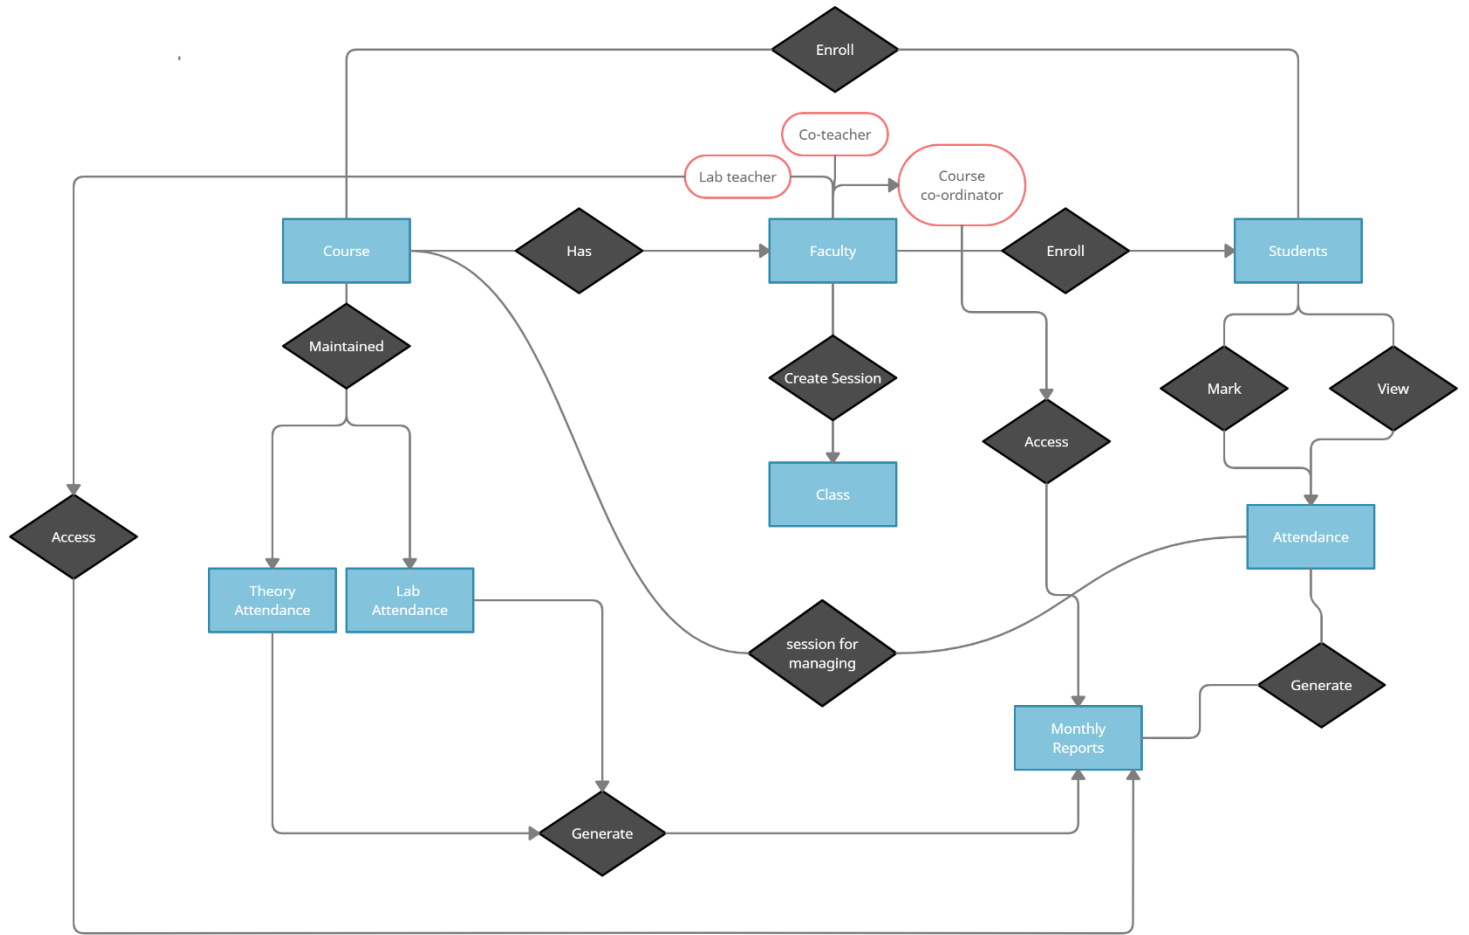 Enroll
Co-teacher
Lab teacher
Course
co-ordinator
Course
Has
Faculty
Enroll
Students
Maintained
Create Session
Mark
View
Access
Class
Access
Attendance
Theory
Attendance
Lab
Attendance
session for
managing
Generate
Monthly
Reports
Generate